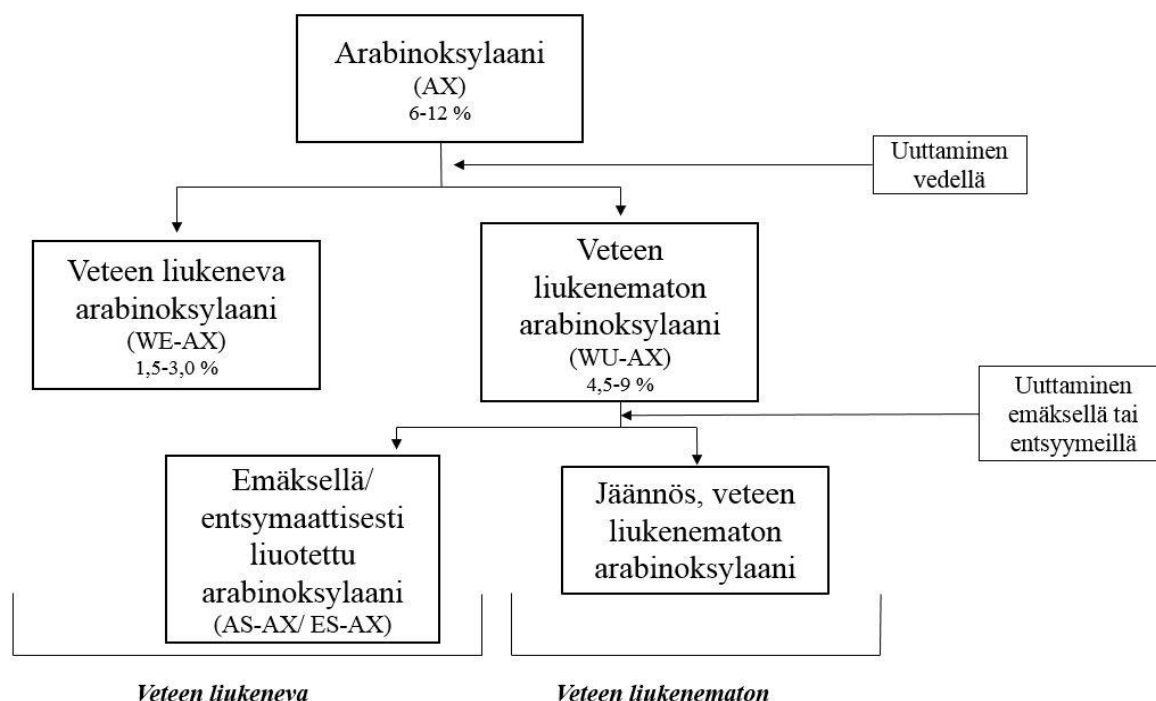 Arabinoksylaani
(AX)
6-12 %
Uuttaminen
vedellä
Veteen liukeneva
arabinoksylaani
(WE-AX)
1,5-3,0 %
Veteen
liukenematon
arabinoksylaani
(WU-AX)
4,5-9 %
Uuttaminen
emäksellä tai
entsyymeillä
Emäksellä/
entsymaattisesti
liuotettu
arabinoksylaani
(AS-AX/ ES-AX)
Jäännös, veteen
liukenematon
arabinoksylaani
Veteen liukeneva
Veteen liukenematon